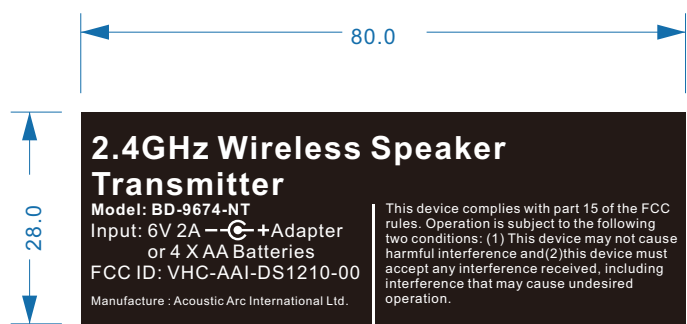 80.0
28.0
2.4GHz Wireless Speaker
Transmitter
Model: BD-9674-NT
Input: 6V 2A - + Adapter
or 4 X AA Batteries
FCC ID: VHC-AAI-DS1210-00
Manufacture : Acoustic Arc International Ltd.
This device complies with part 15 of the FCC
rules. Operation is subject to the following
two conditions: (1) This device may not cause
harmful interference and(2)this device must
accept any interference received, including
interference that may cause undesired
operation.